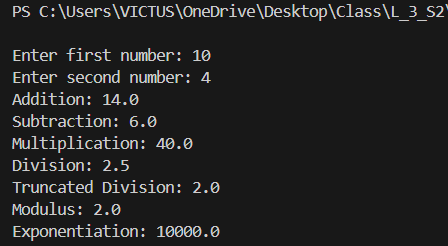 PS C:\Users\VICTUS\OneDrive\Desktop\Class\L_3_S2\
Enter first number: 10
Enter second number: 4
Addition: 14.0
Subtraction: 6.0
Multiplication: 40.0
Division: 2.5
Truncated Division: 2.0
Modulus: 2.0
Exponentiation: 10000.0